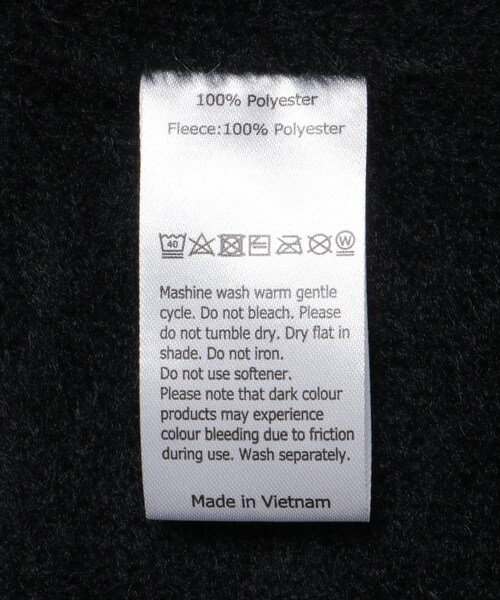 100% Polyester
Fleece:100% Polyester
40 W
Mashine wash warm gentle
cycle. Do not bleach. Please
do not tumble dry. Dry flat in
shade. Do not iron.
Do not use softener.
Please note that dark colour
products may experience
colour bleeding due to friction
during use. Wash separately.
Made in Vietnam